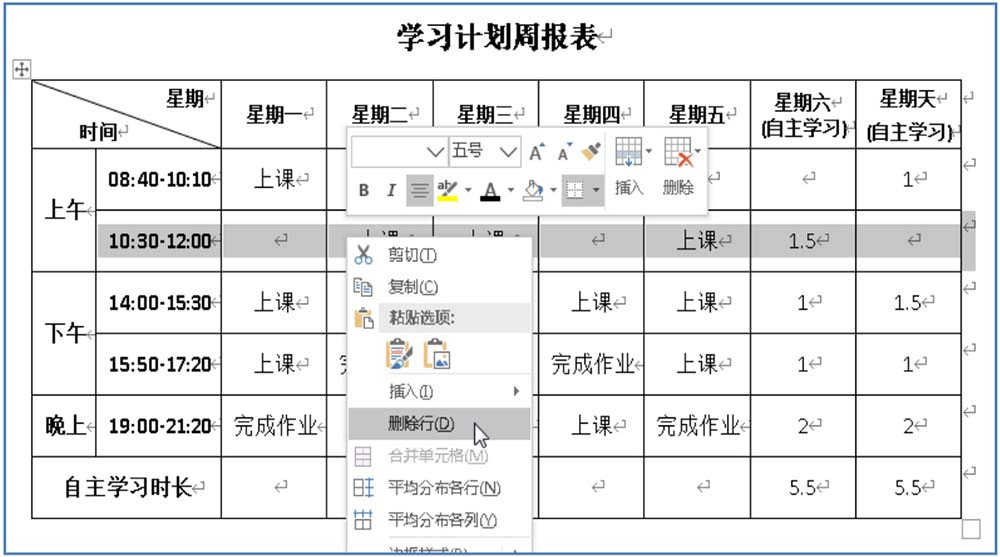 学习计划周报表
星期
时间
星期一 星期二 星期三 星期四 星期五 星期六 星期天
(自主学习) (自主学习)
五号 A A
B I ab A 插入 删除
上午 08:40-10:10 上课 1
10:30-12:00 上课 上课 上课 1.5
剪切(T)
复制(C)
粘贴选项:
下午 14:00-15:30 上课 上课 上课 1 1.5
15:50-17:20 上课 完成作业 上课 1 1
插入(I)
删除行(D)
晚上 19:00-21:20 完成作业 上课 完成作业 2 2
合并单元格(M)
自主学习时长 5.5 5.5
平均分布各行(N)
平均分布各列(Y)